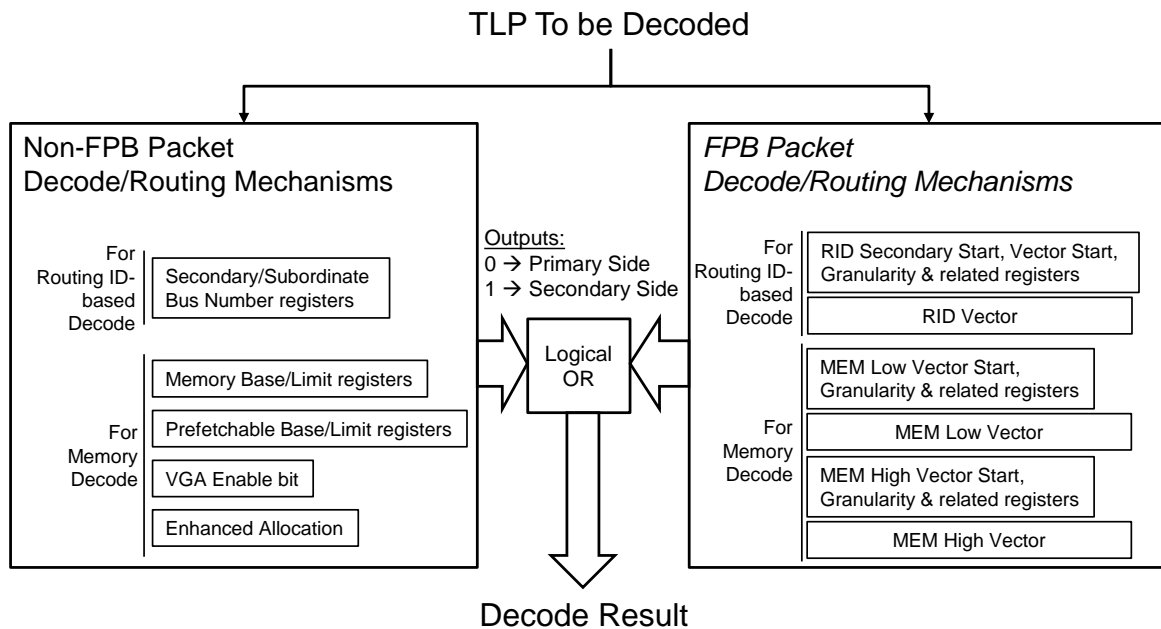 TLP To be Decoded
Non-FPB Packet
Decode/Routing Mechanisms
For
Routing ID-
based
Decode
Secondary/Subordinate
Bus Number registers
For
Memory
Decode
Memory Base/Limit registers
Prefetchable Base/Limit registers
VGA Enable bit
Enhanced Allocation
Outputs:
0 → Primary Side
1 → Secondary Side
Logical
OR
FPB Packet
Decode/Routing Mechanisms
For
Routing ID-
based
Decode
RID Secondary Start, Vector Start,
Granularity & related registers
RID Vector
For
Memory
Decode
MEM Low Vector Start,
Granularity & related registers
MEM Low Vector
MEM High Vector Start,
Granularity & related registers
MEM High Vector
Decode Result